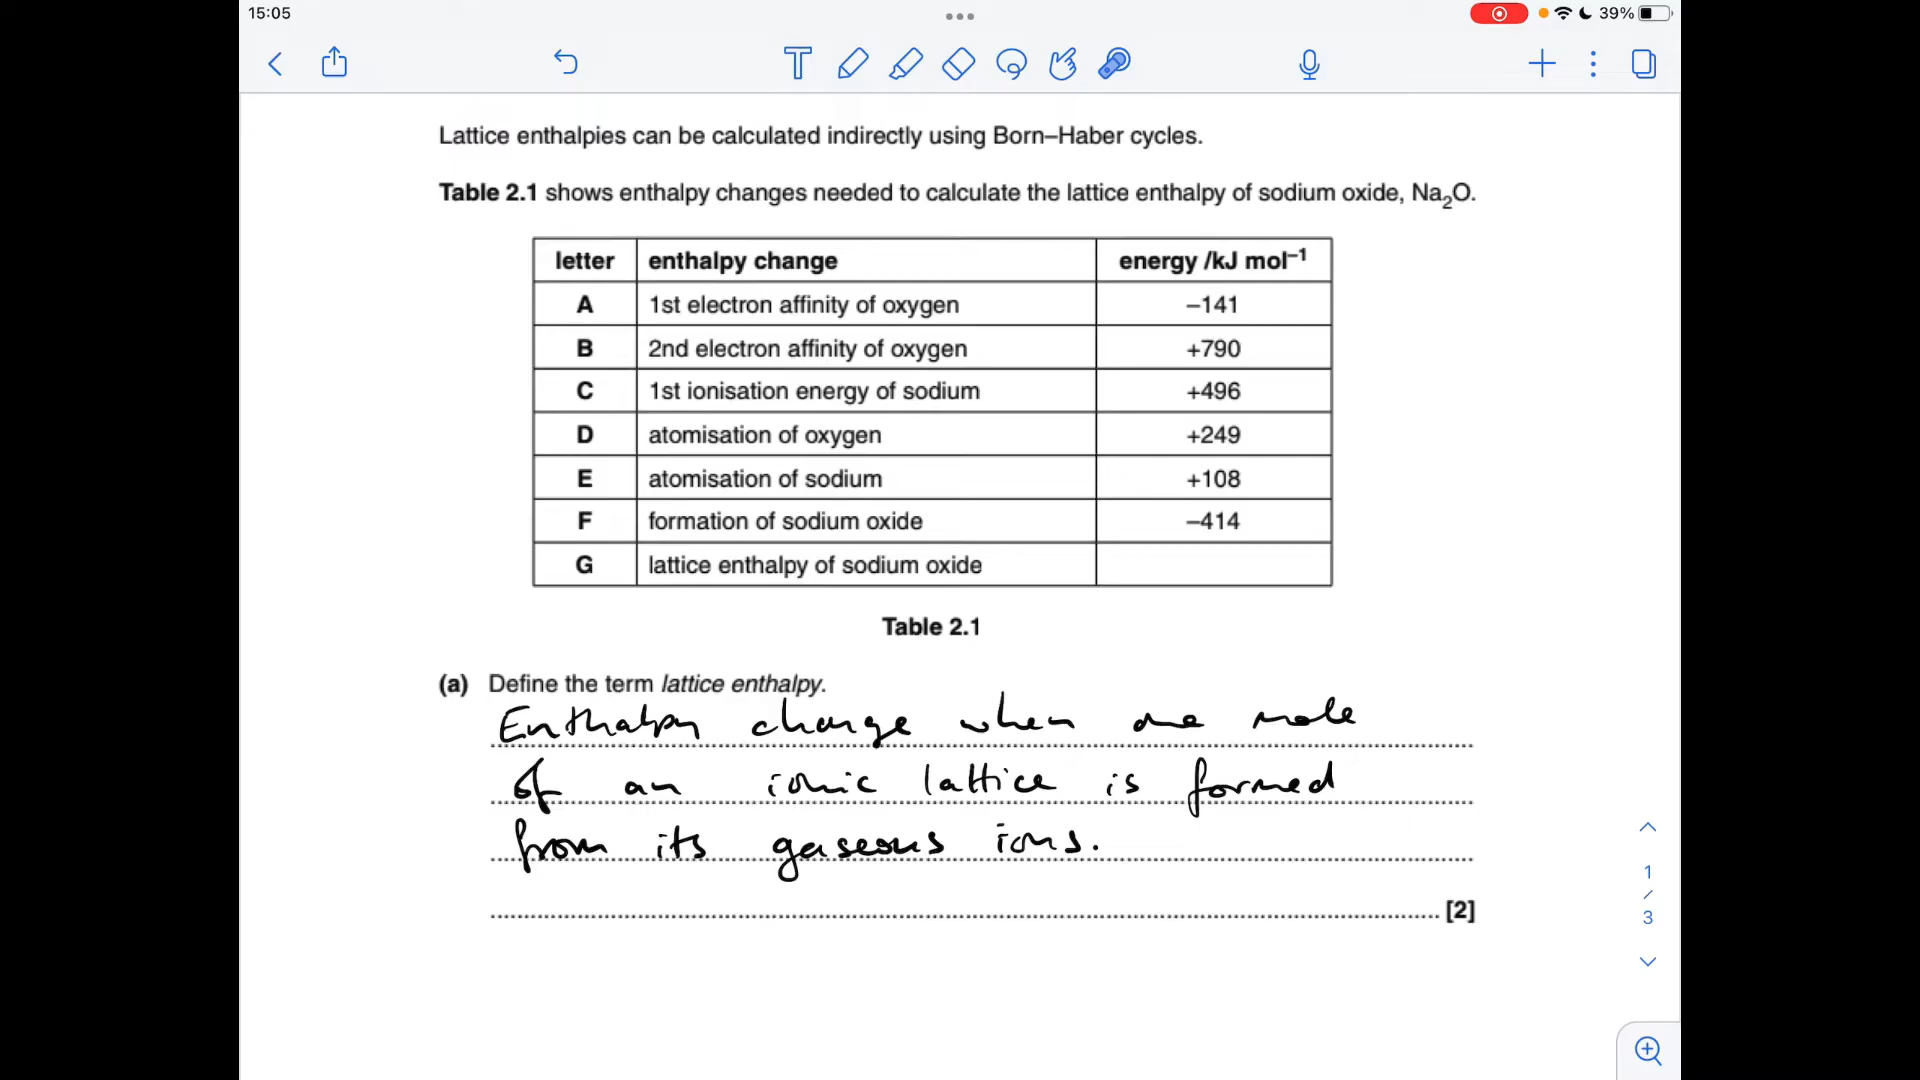 15:05
39%
Lattice enthalpies can be calculated indirectly using Born–Haber cycles.
Table 2.1 shows enthalpy changes needed to calculate the lattice enthalpy of sodium oxide, Na₂O.
letter enthalpy change energy /kJ mol⁻¹
A 1st electron affinity of oxygen –141
B 2nd electron affinity of oxygen +790
C 1st ionisation energy of sodium +496
D atomisation of oxygen +249
E atomisation of sodium +108
F formation of sodium oxide –414
G lattice enthalpy of sodium oxide
Table 2.1
(a) Define the term lattice enthalpy.
Enthalpy change when one mole
of an ionic lattice is formed
from its gaseous ions.
[2]
1
/
3